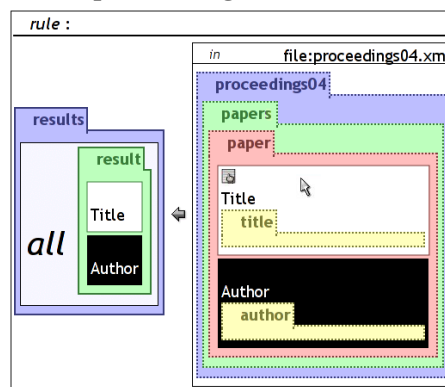 rule :
in file:proceedings04.xm
proceedings04
papers
paper
Title
title
Author
author
results
result
all
Title
Author